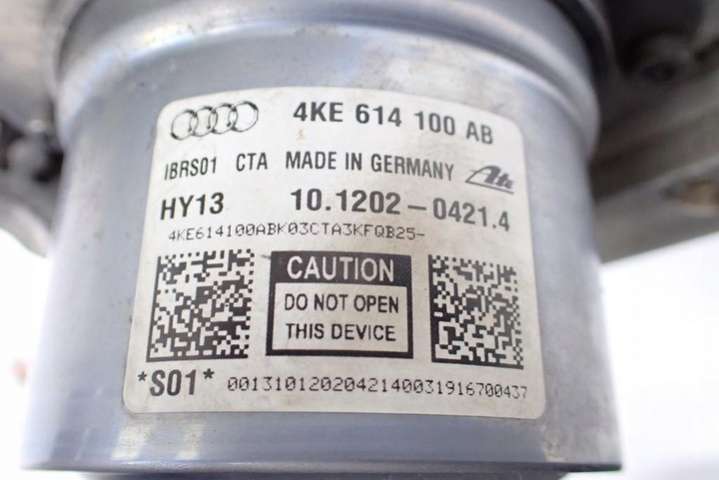 4KE 614 100 AB
IBRS01 CTA MADE IN GERMANY Ate
HY13 10.1202-0421.4
4KE614100ABK03CTA3KFQB25-
CAUTION
DO NOT OPEN
THIS DEVICE
*S01* 0013101202042140031916700437